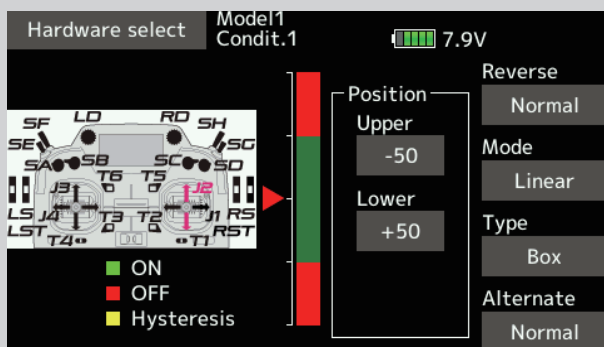 Hardware select
Model1
Condit.1
7.9V
SF LD RD SH
SE SG
SA SB SC SD
T6 T5
J3 J2
LS J4 T3 T2 J1 RS
LST RST
T4 T1
ON
OFF
Hysteresis
Position
Upper
-50
Lower
+50
Reverse
Normal
Mode
Linear
Type
Box
Alternate
Normal